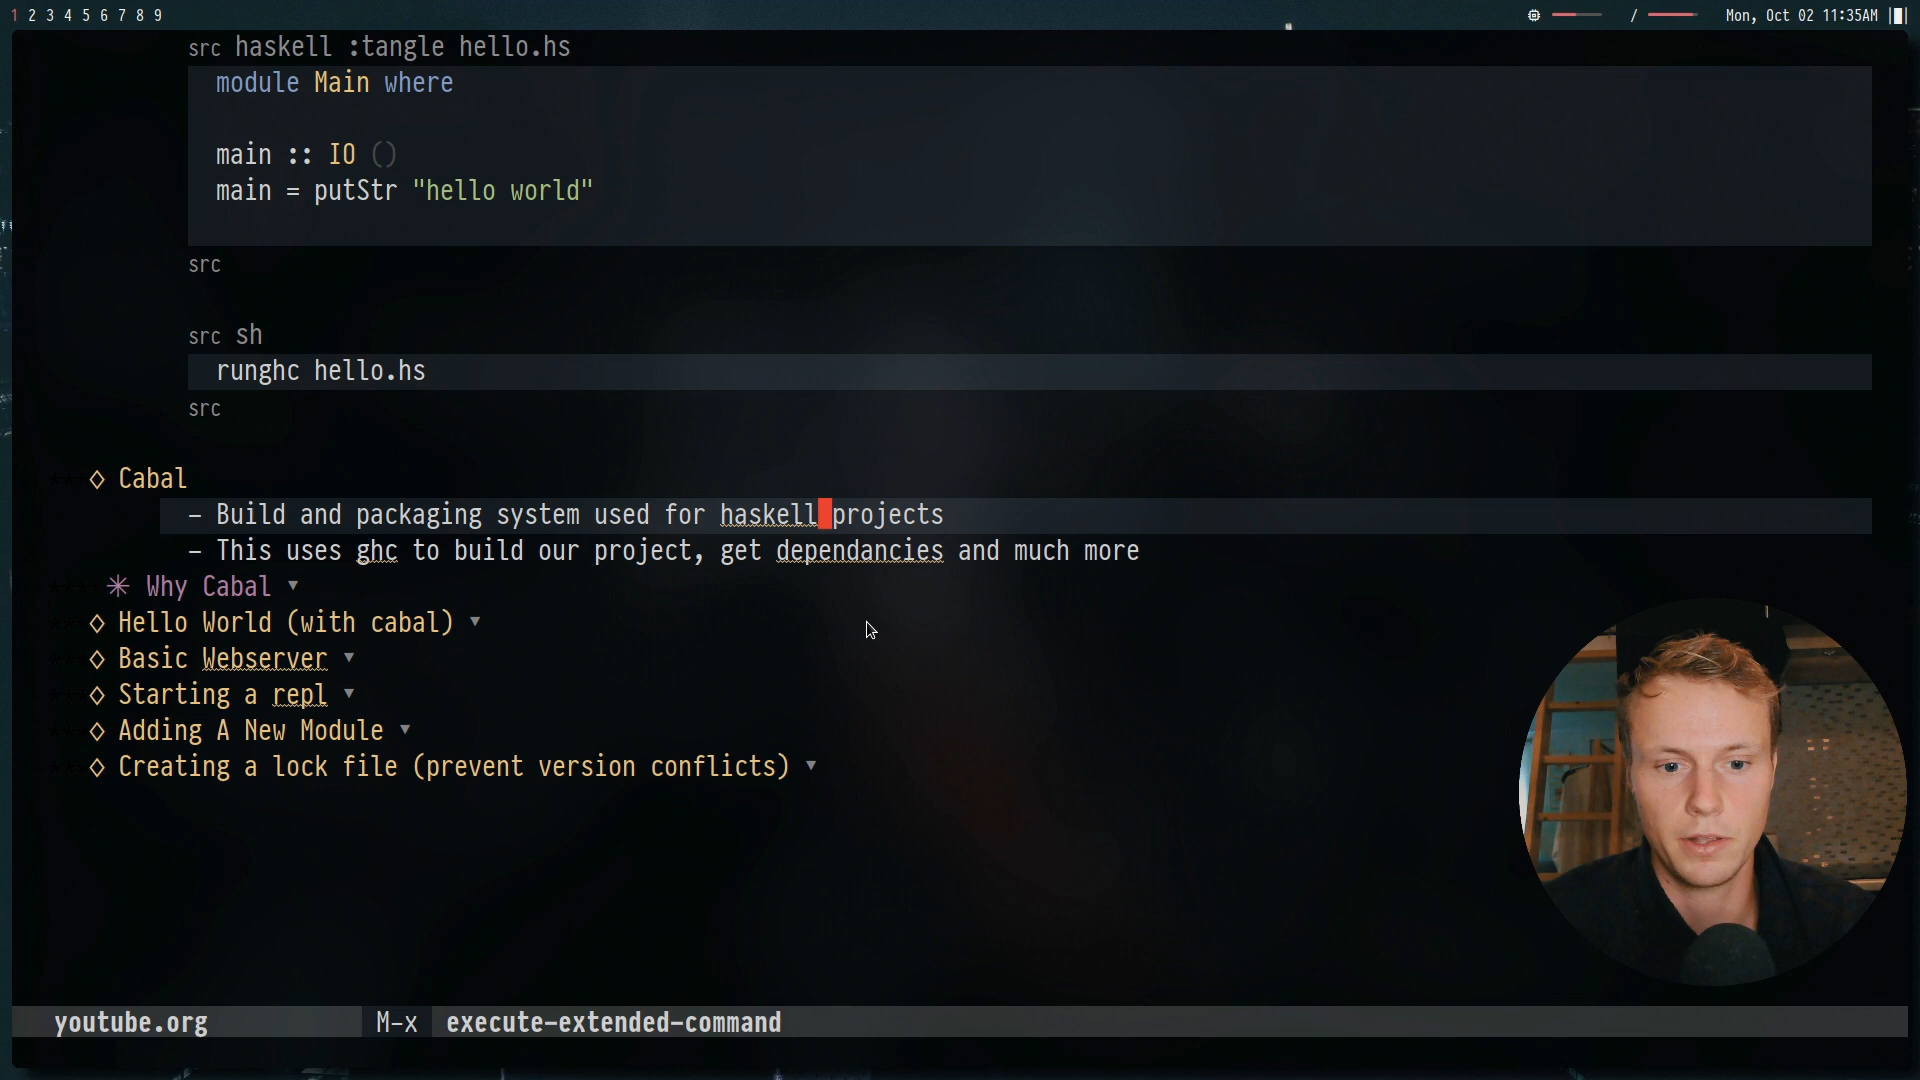 1 2 3 4 5 6 7 8 9
/ Mon, Oct 02 11:35AM
src haskell :tangle hello.hs
module Main where
main :: IO ()
main = putStr "hello world"
src
src sh
runghc hello.hs
src
*** ◇ Cabal
– Build and packaging system used for haskell projects
– This uses ghc to build our project, get dependancies and much more
**** ✳ Why Cabal ▾
*** ◇ Hello World (with cabal) ▾
*** ◇ Basic Webserver ▾
*** ◇ Starting a repl ▾
*** ◇ Adding A New Module ▾
*** ◇ Creating a lock file (prevent version conflicts) ▾
youtube.org M-x execute-extended-command